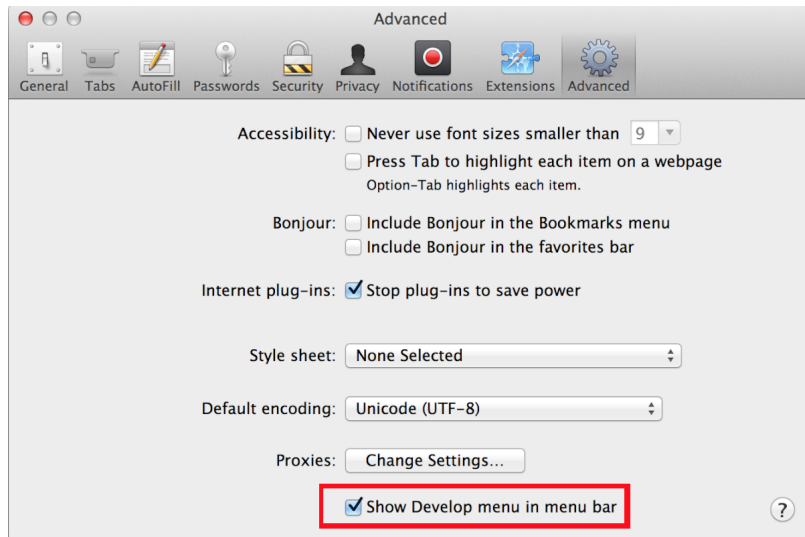 Advanced
General Tabs AutoFill Passwords Security Privacy Notifications Extensions Advanced
Accessibility: Never use font sizes smaller than 9
Press Tab to highlight each item on a webpage
Option-Tab highlights each item.
Bonjour: Include Bonjour in the Bookmarks menu
Include Bonjour in the favorites bar
Internet plug-ins: Stop plug-ins to save power
Style sheet: None Selected
Default encoding: Unicode (UTF-8)
Proxies: Change Settings...
Show Develop menu in menu bar ?